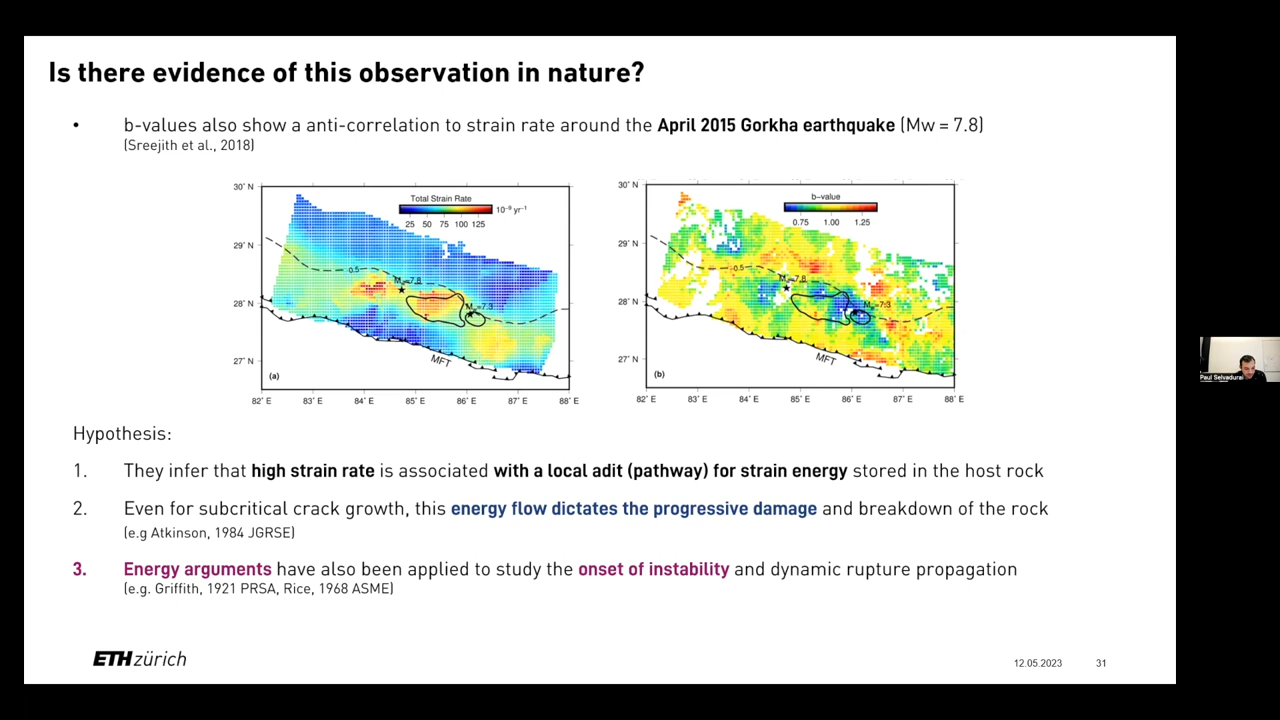 Is there evidence of this observation in nature?
• b-values also show a anti-correlation to strain rate around the April 2015 Gorkha earthquake (Mw = 7.8)
(Sreejith et al., 2018)
30° N
29° N
28° N
27° N
82° E 83° E 84° E 85° E 86° E 87° E 88° E
Total Strain Rate
10⁻⁹ yr⁻¹
25 50 75 100 125
0.5
Mw=7.8
Mw=7.3
MFT
(a)
30° N
29° N
28° N
27° N
82° E 83° E 84° E 85° E 86° E 87° E 88° E
b–value
0.75 1.00 1.25
0.5
Mw=7.8
Mw=7.3
MFT
(b)
Hypothesis:
1. They infer that high strain rate is associated with a local adit (pathway) for strain energy stored in the host rock
2. Even for subcritical crack growth, this energy flow dictates the progressive damage and breakdown of the rock
(e.g Atkinson, 1984 JGRSE)
3. Energy arguments have also been applied to study the onset of instability and dynamic rupture propagation
(e.g. Griffith, 1921 PRSA, Rice, 1968 ASME)
ETH zürich
12.05.2023 31
Paul Selvadurai